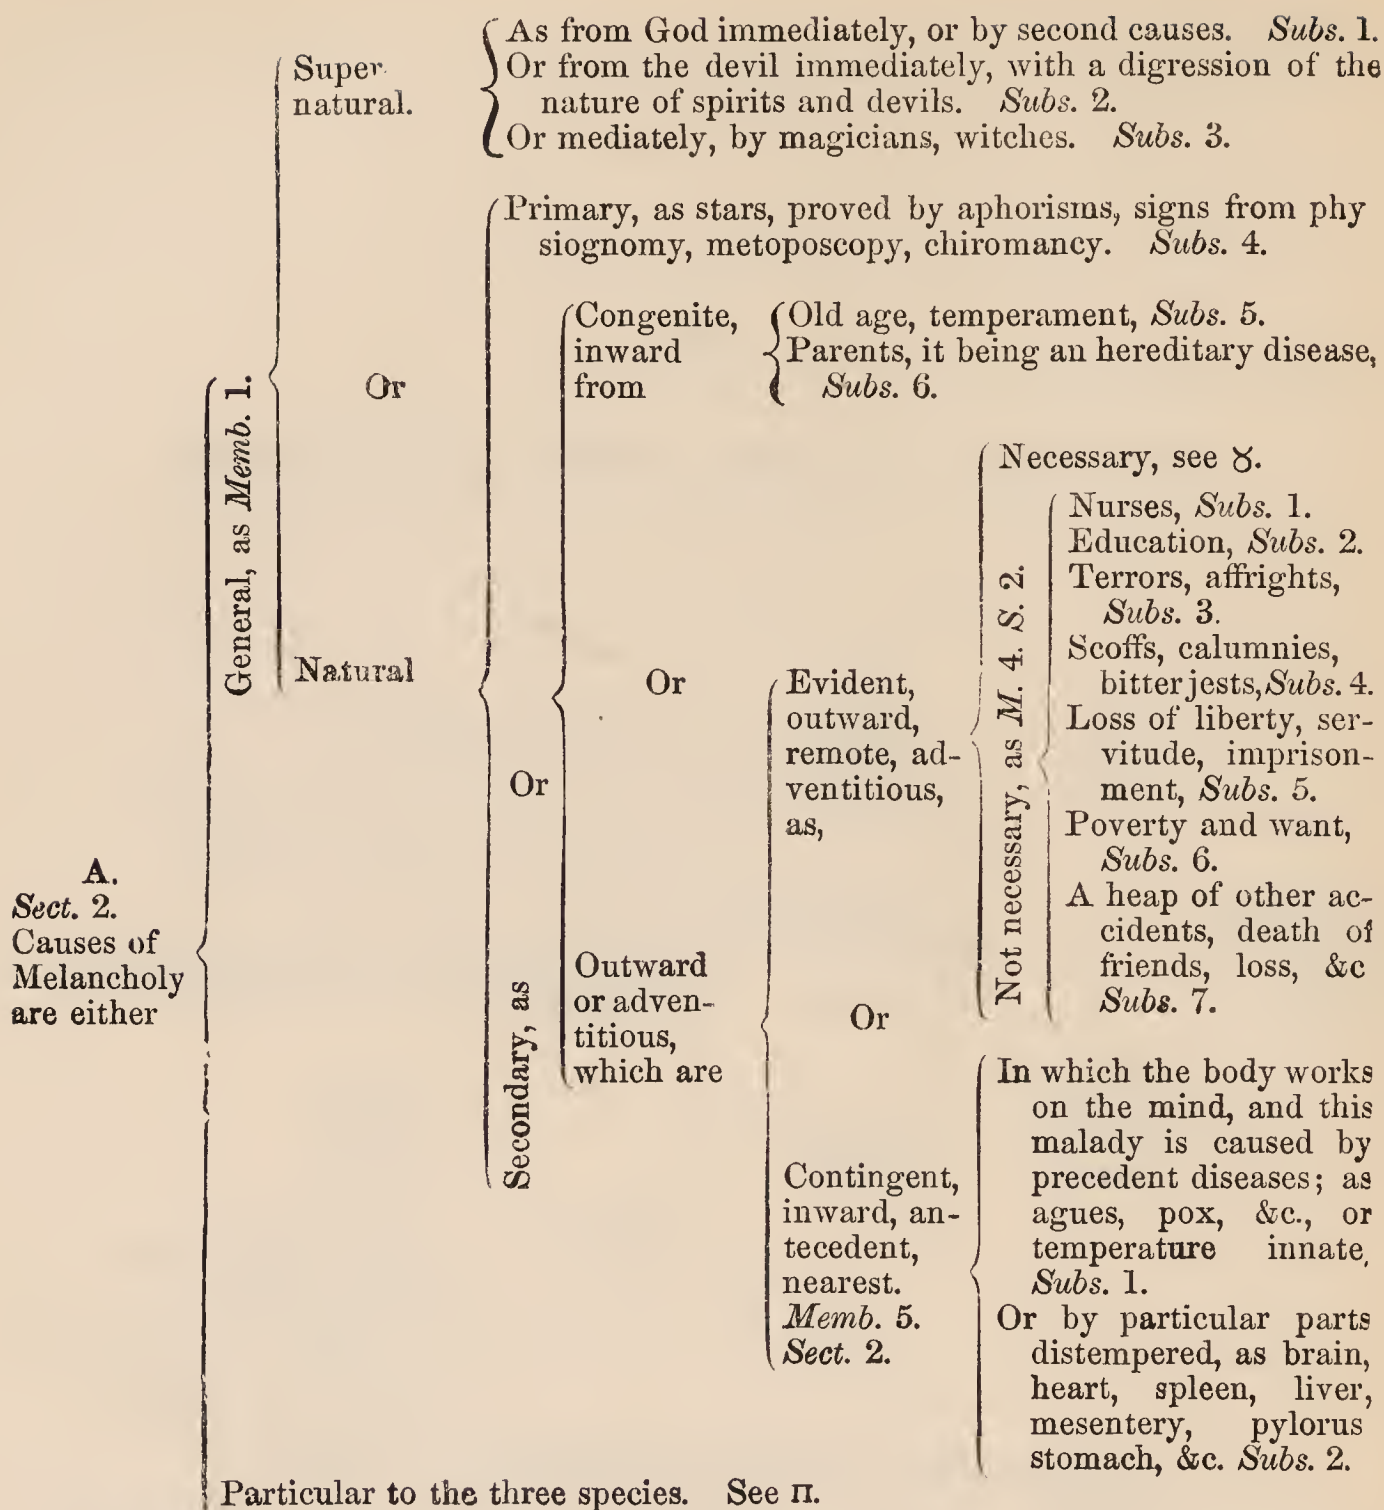 A.
Sect. 2.
Causes of
Melancholy
are either
General, as Memb. 1.
Super
natural.
As from God immediately, or by second causes. Subs. 1.
Or from the devil immediately, with a digression of the
nature of spirits and devils. Subs. 2.
Or mediately, by magicians, witches. Subs. 3.
Or
Natural
Primary, as stars, proved by aphorisms, signs from phy
siognomy, metoposcopy, chiromancy. Subs. 4.
Or
Secondary, as
Congenite,
inward
from
Old age, temperament, Subs. 5.
Parents, it being an hereditary disease,
Subs. 6.
Or
Outward
or adven-
titious,
which are
Evident,
outward,
remote, ad-
ventitious,
as,
Necessary, see ♉.
Not necessary, as M. 4. S. 2.
Nurses, Subs. 1.
Education, Subs. 2.
Terrors, affrights,
Subs. 3.
Scoffs, calumnies,
bitter jests, Subs. 4.
Loss of liberty, ser-
vitude, imprison-
ment, Subs. 5.
Poverty and want,
Subs. 6.
A heap of other ac-
cidents, death of
friends, loss, &c
Subs. 7.
Or
Contingent,
inward, an-
tecedent,
nearest.
Memb. 5.
Sect. 2.
In which the body works
on the mind, and this
malady is caused by
precedent diseases; as
agues, pox, &c., or
temperature innate,
Subs. 1.
Or by particular parts
distempered, as brain,
heart, spleen, liver,
mesentery, pylorus
stomach, &c. Subs. 2.
Particular to the three species. See Π.